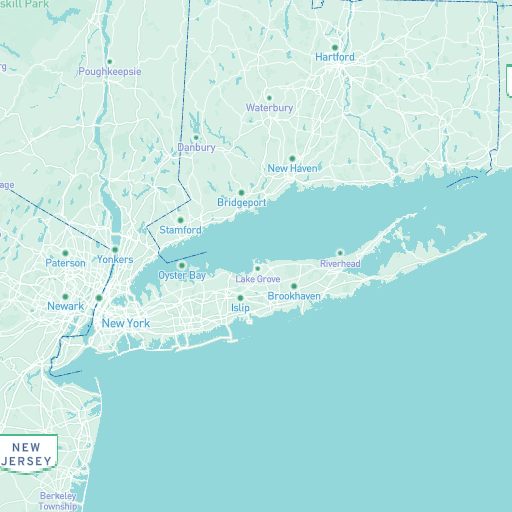 skill Park
Hartford
Poughkeepsie
Waterbury
Danbury
New Haven
Bridgeport
Stamford
Yonkers
Paterson
Oyster Bay
Riverhead
Lake Grove
Brookhaven
Islip
Newark
New York
NEW
JERSEY
Berkeley
Township